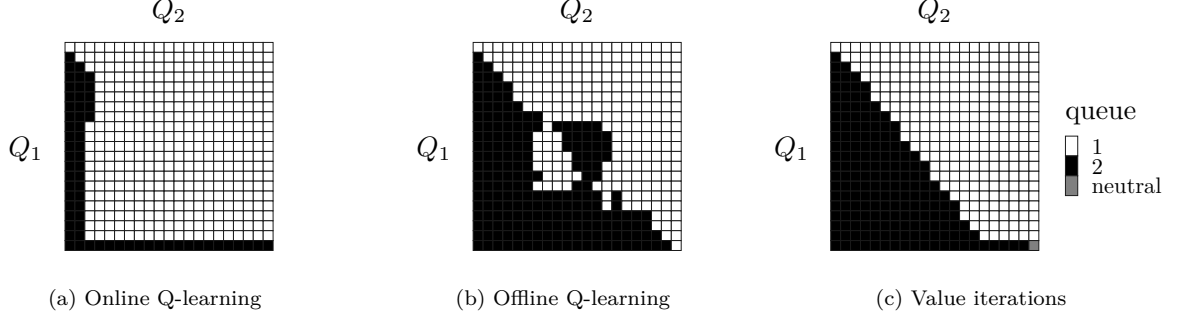 Q2 Q2 Q2
Q1 Q1 Q1
queue
1
2
neutral
(a) Online Q-learning (b) Offline Q-learning (c) Value iterations